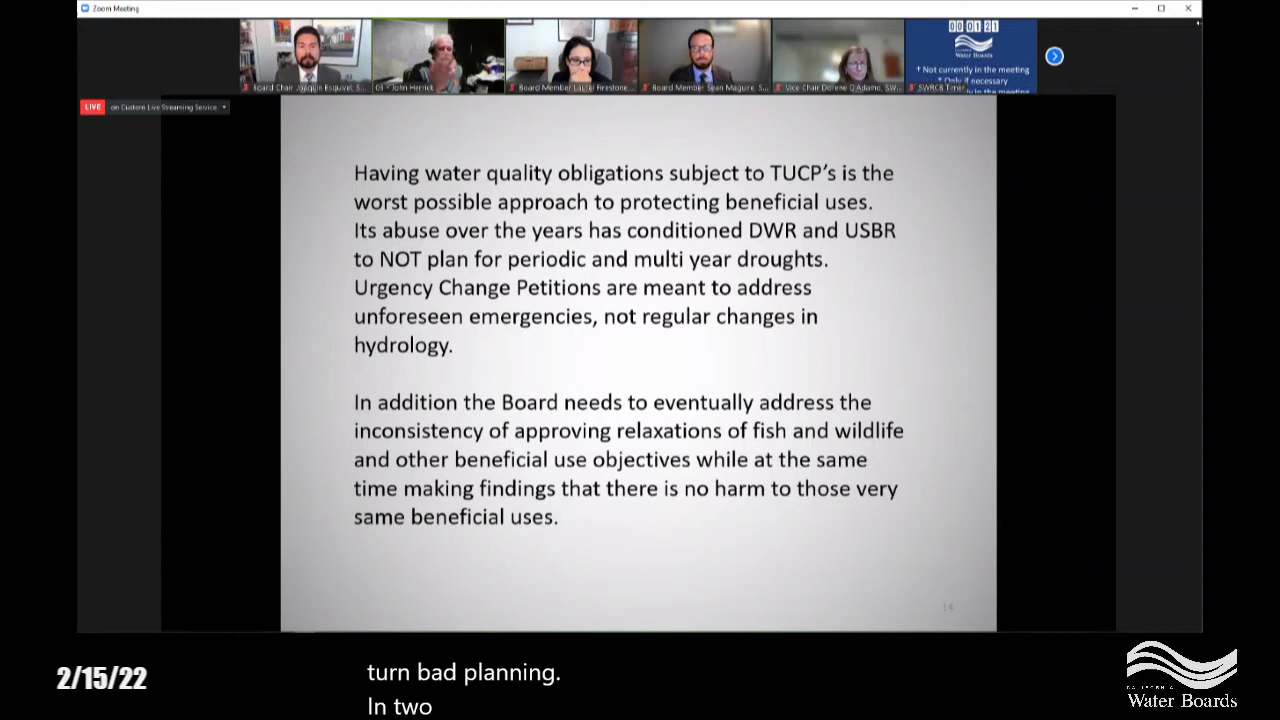 Zoom Meeting
00:01:21
Water Boards
* Not currently in the meeting
* Only if necessary
Board Chair Joaquin Esquivel, S...
03 - John Herrick
Board Member Laurel Firestone...
Board Member Sean Maguire, S...
Vice Chair Dorene D'Adamo, SW...
SWRCB Timer
LIVE
on Custom Live Streaming Service
Having water quality obligations subject to TUCP's is the
worst possible approach to protecting beneficial uses.
Its abuse over the years has conditioned DWR and USBR
to NOT plan for periodic and multi year droughts.
Urgency Change Petitions are meant to address
unforeseen emergencies, not regular changes in
hydrology.
In addition the Board needs to eventually address the
inconsistency of approving relaxations of fish and wildlife
and other beneficial use objectives while at the same
time making findings that there is no harm to those very
same beneficial uses.
14
2/15/22
turn bad planning.
In two
CALIFORNIA
Water Boards